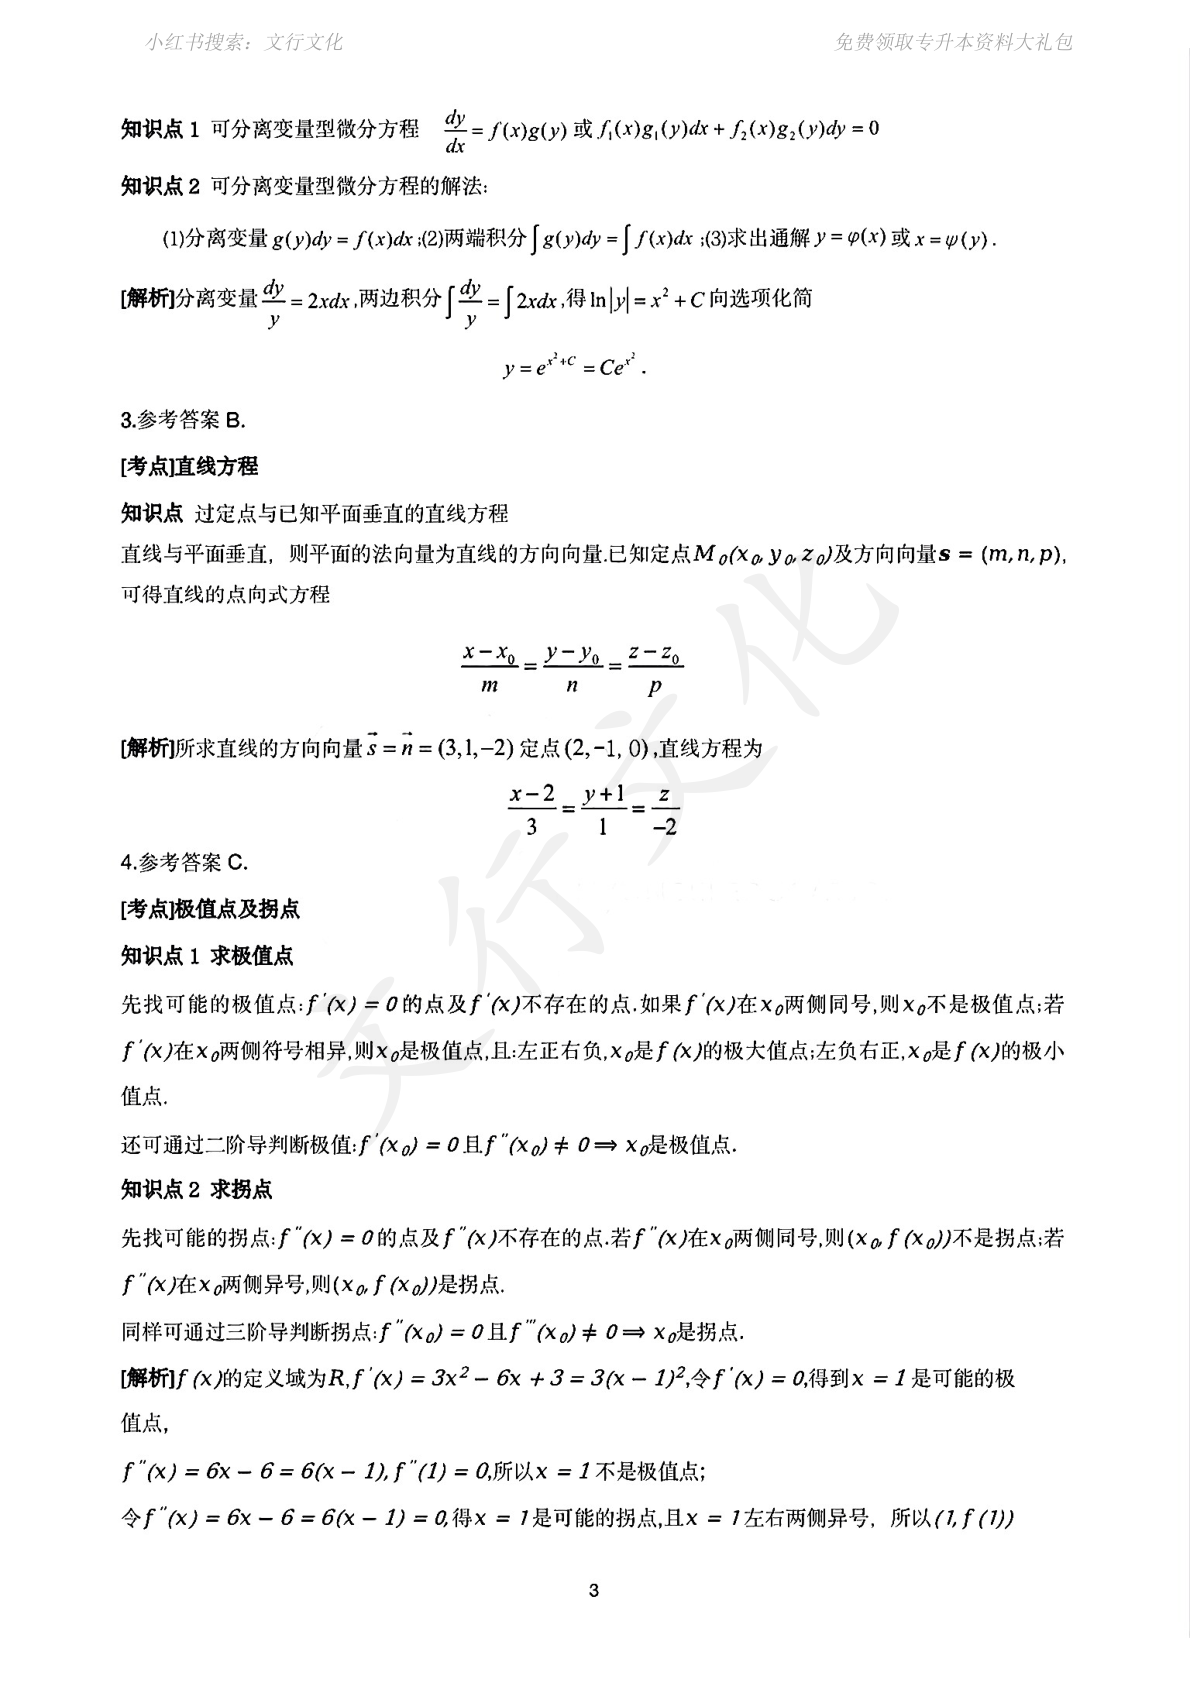 小红书搜索：文行文化 免费领取专升本资料大礼包
知识点 1 可分离变量型微分方程 dy/dx = f(x)g(y) 或 f₁(x)g₁(y)dx + f₂(x)g₂(y)dy = 0
知识点 2 可分离变量型微分方程的解法:
(1)分离变量 g(y)dy = f(x)dx ;(2)两端积分 ∫g(y)dy = ∫f(x)dx ;(3)求出通解 y = φ(x) 或 x = ψ(y) .
[解析]分离变量 dy/y = 2xdx ,两边积分 ∫dy/y = ∫2xdx ,得 ln|y| = x² + C 向选项化简
y = e^(x²+C) = Ce^(x²) .
3.参考答案 B.
[考点]直线方程
知识点 过定点与已知平面垂直的直线方程
直线与平面垂直，则平面的法向量为直线的方向向量.已知定点M₀(x₀, y₀, z₀)及方向向量s = (m, n, p),
可得直线的点向式方程
(x − x₀)/m = (y − y₀)/n = (z − z₀)/p
[解析]所求直线的方向向量 s⃗ = n⃗ = (3,1,−2) 定点 (2,−1, 0) ,直线方程为
(x − 2)/3 = (y + 1)/1 = z/−2
4.参考答案 C.
[考点]极值点及拐点
知识点 1 求极值点
先找可能的极值点:f′(x) = 0的点及f′(x)不存在的点.如果f′(x)在x₀两侧同号,则x₀不是极值点;若
f′(x)在x₀两侧符号相异,则x₀是极值点,且:左正右负,x₀是f(x)的极大值点;左负右正,x₀是f(x)的极小
值点.
还可通过二阶导判断极值:f′(x₀) = 0且f″(x₀) ≠ 0 ⟹ x₀是极值点.
知识点 2 求拐点
先找可能的拐点:f″(x) = 0的点及f″(x)不存在的点.若f″(x)在x₀两侧同号,则(x₀, f(x₀))不是拐点;若
f″(x)在x₀两侧异号,则(x₀, f(x₀))是拐点.
同样可通过三阶导判断拐点:f″(x₀) = 0且f‴(x₀) ≠ 0 ⟹ x₀是拐点.
[解析]f(x)的定义域为R,f′(x) = 3x² − 6x + 3 = 3(x − 1)²,令f′(x) = 0,得到x = 1是可能的极
值点，
f″(x) = 6x − 6 = 6(x − 1), f″(1) = 0,所以x = 1不是极值点;
令f″(x) = 6x − 6 = 6(x − 1) = 0,得x = 1是可能的拐点,且x = 1左右两侧异号，所以(1, f(1))
3
文行文化